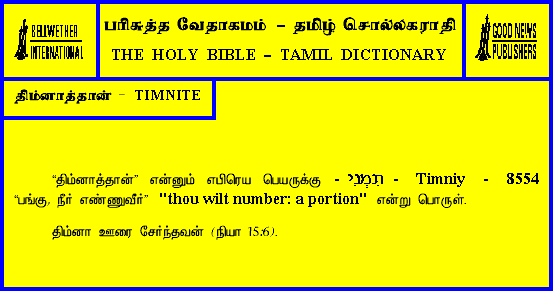 BELLWETHER
INTERNATIONAL
பரிசுத்த வேதாகமம் – தமிழ் சொல்லகராதி
THE HOLY BIBLE – TAMIL DICTIONARY
GOOD NEWS
PUBLISHERS
திம்னாத்தான் – TIMNITE
“திம்னாத்தான்” என்னும் எபிரெய பெயருக்கு - תִּמְנִי - Timniy - 8554
“பங்கு, நீர் எண்ணுவீர்” "thou wilt number: a portion" என்று பொருள்.
திம்னா ஊரை சேர்ந்தவன் (நியா 15:6).